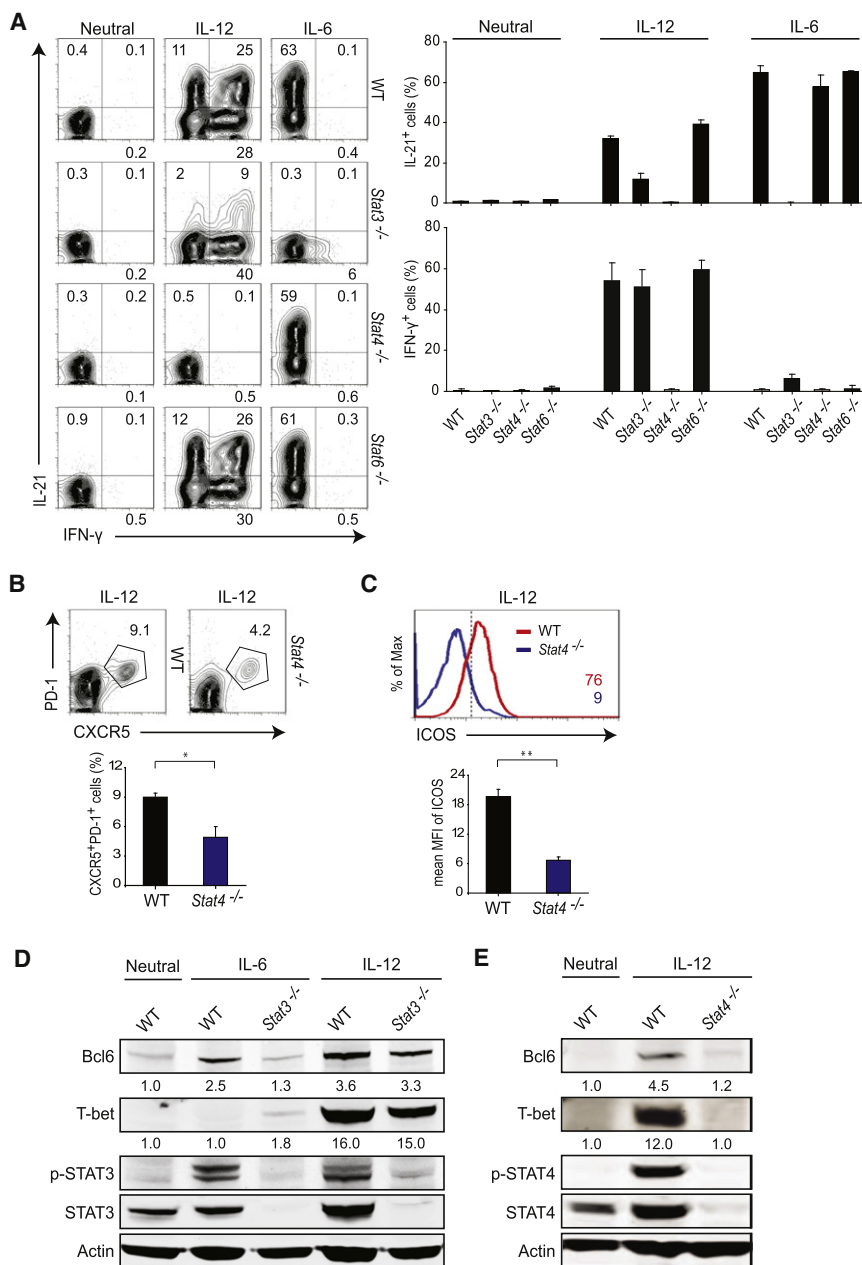 A
Neutral IL-12 IL-6
0.4 0.1 11 25 63 0.1
WT
0.2 28 0.4
0.3 0.1 2 9 0.3 0.1
Stat3 -/-
0.2 40 6
0.3 0.2 0.5 0.1 59 0.1
Stat4 -/-
0.1 0.5 0.6
0.9 0.1 12 26 61 0.3
Stat6 -/-
0.5 30 0.5
IL-21
IFN-γ
Neutral IL-12 IL-6
IL-21+ cells (%)
80
60
40
20
0
IFN-γ+ cells (%)
80
60
40
20
0
WT Stat3 -/- Stat4 -/- Stat6 -/- WT Stat3 -/- Stat4 -/- Stat6 -/- WT Stat3 -/- Stat4 -/- Stat6 -/-
B
IL-12 IL-12
9.1 4.2
WT
Stat4 -/-
PD-1
CXCR5
CXCR5+PD-1+ cells (%)
12
9
6
3
0
*
WT Stat4 -/-
C
IL-12
% of Max
WT
Stat4 -/-
76
9
ICOS
mean MFI of ICOS
24
18
12
6
0
**
WT Stat4 -/-
D
Neutral IL-6 IL-12
WT WT Stat3 -/- WT Stat3 -/-
Bcl6
1.0 2.5 1.3 3.6 3.3
T-bet
1.0 1.0 1.8 16.0 15.0
p-STAT3
STAT3
Actin
E
Neutral IL-12
WT WT Stat4 -/-
Bcl6
1.0 4.5 1.2
T-bet
1.0 12.0 1.0
p-STAT4
STAT4
Actin